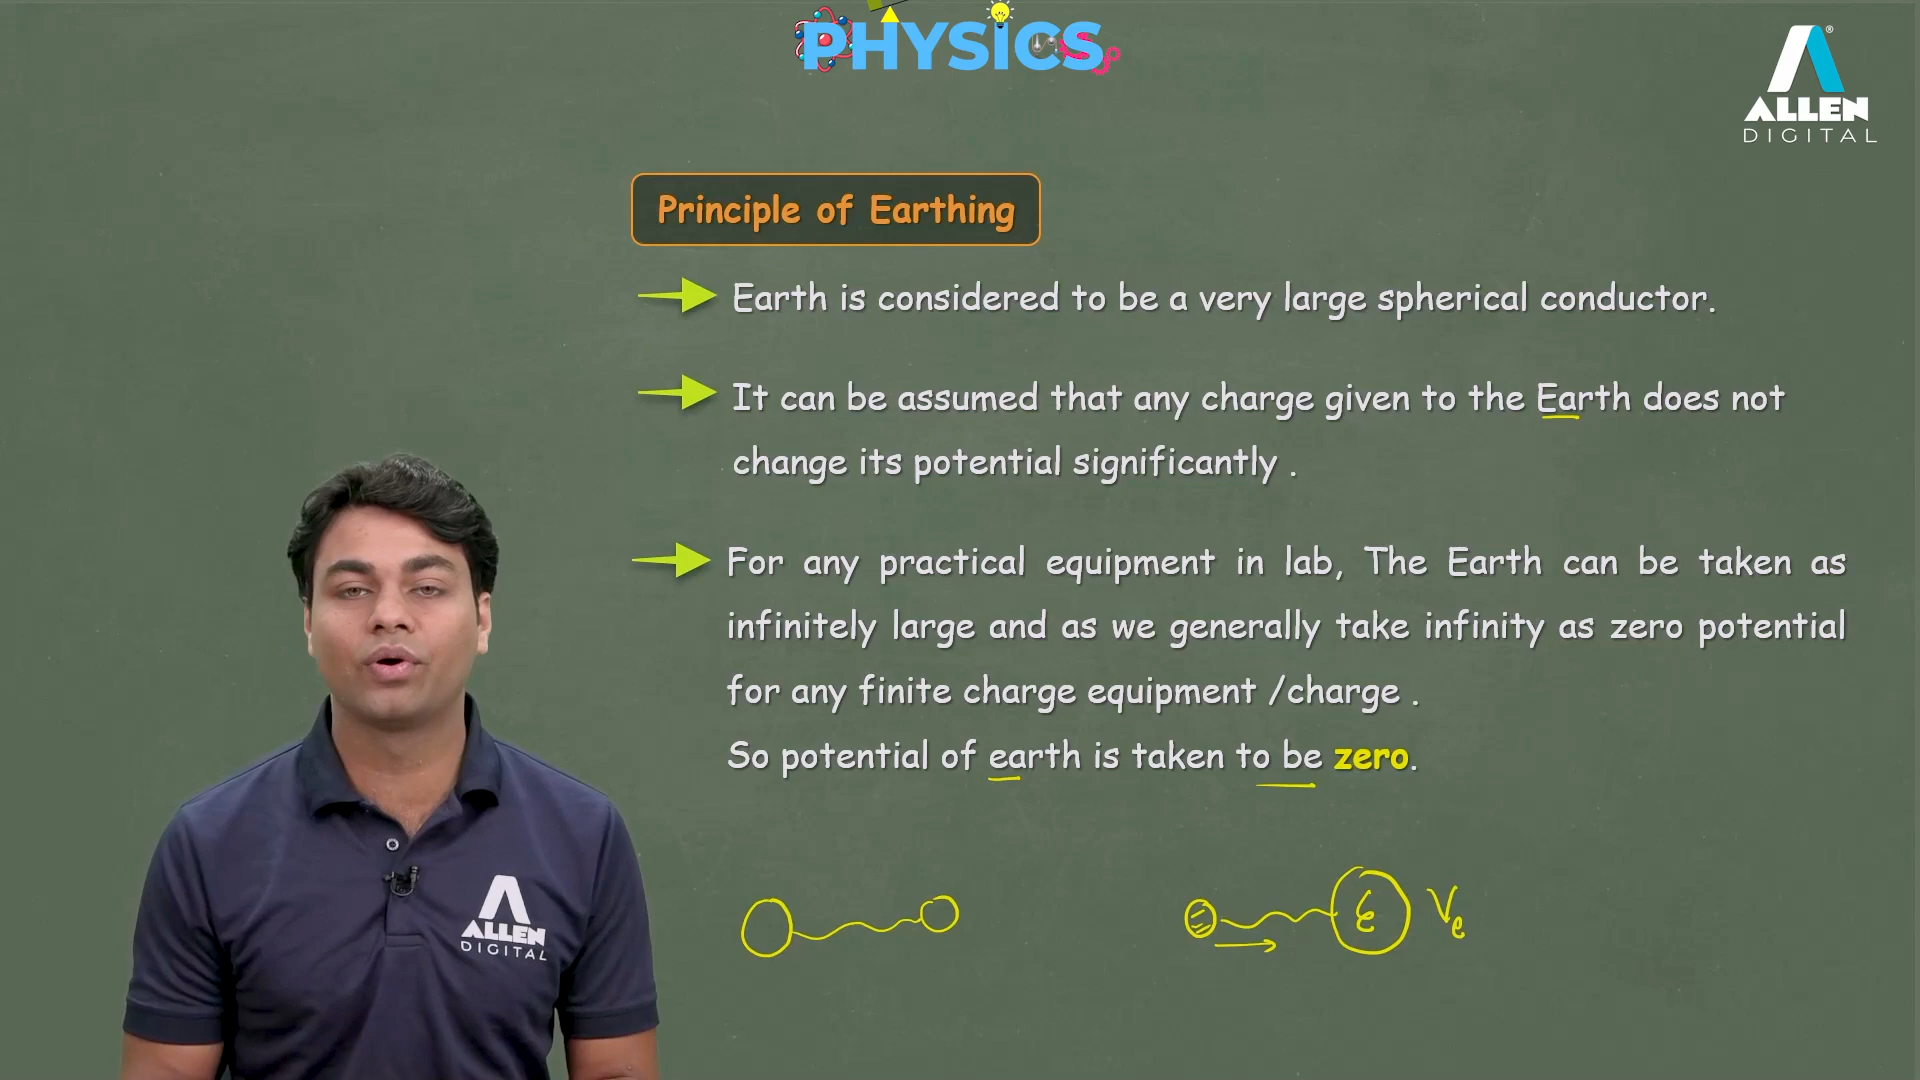 PHYSICS
ALLEN
DIGITAL
Principle of Earthing
Earth is considered to be a very large spherical conductor.
It can be assumed that any charge given to the Earth does not
change its potential significantly .
For any practical equipment in lab, The Earth can be taken as
infinitely large and as we generally take infinity as zero potential
for any finite charge equipment /charge .
So potential of earth is taken to be zero.
E Ve
ALLEN
DIGITAL